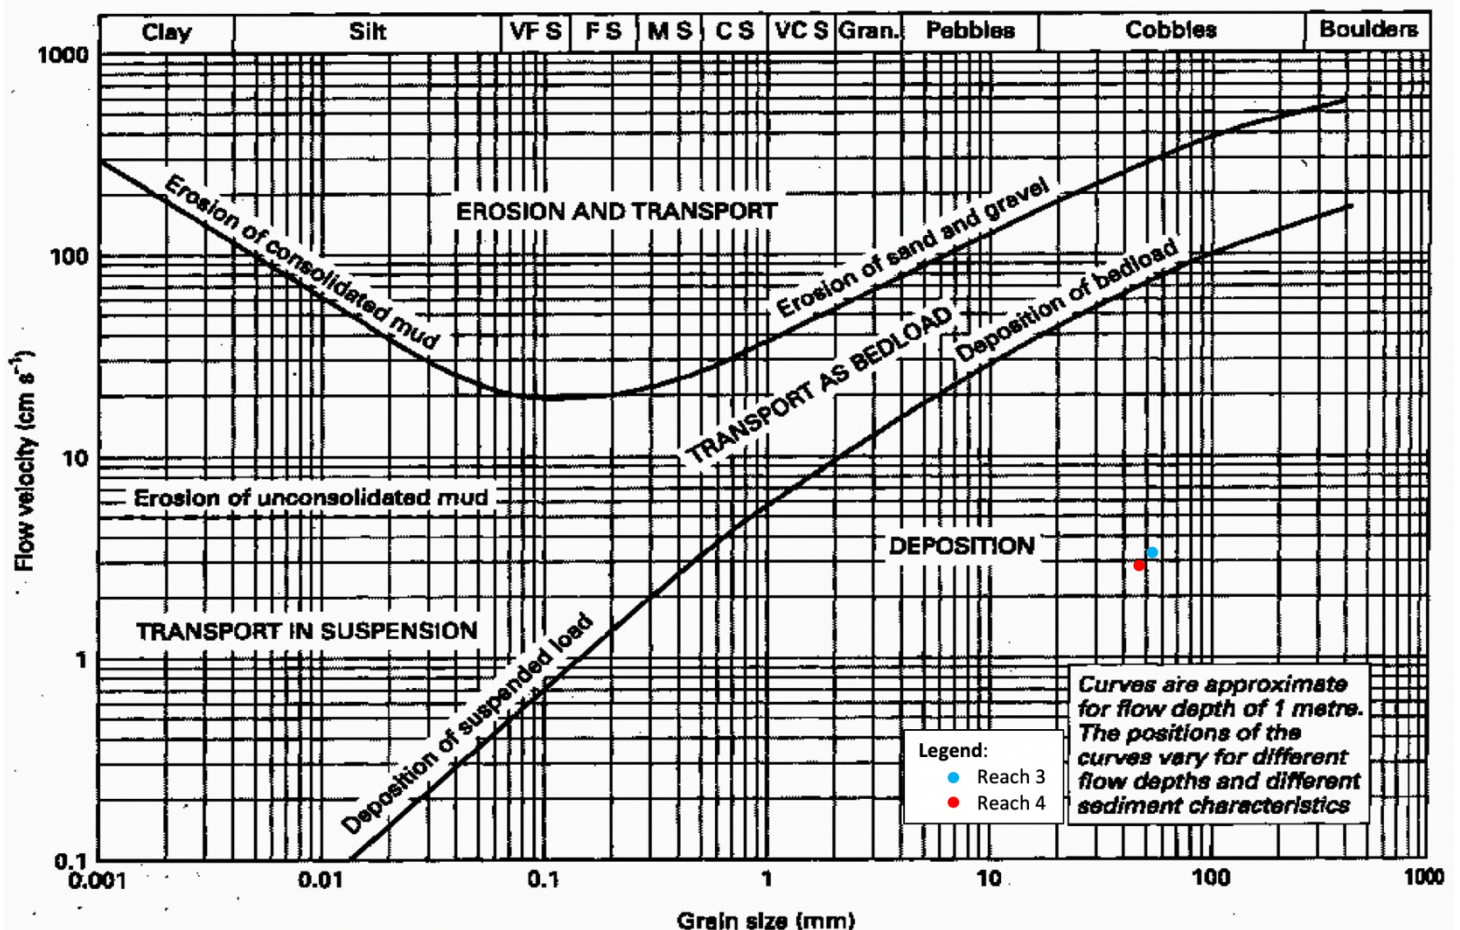 Clay Silt VF S F S M S C S VC S Gran. Pebbles Cobbles Boulders
1000
100
10
1
0.1
Flow velocity (cm s⁻¹)
Erosion of consolidated mud
EROSION AND TRANSPORT
Erosion of sand and gravel
TRANSPORT AS BEDLOAD
Deposition of bedload
Erosion of unconsolidated mud
DEPOSITION
TRANSPORT IN SUSPENSION
Deposition of suspended load
Curves are approximate
for flow depth of 1 metre.
The positions of the
curves vary for different
flow depths and different
sediment characteristics
Legend:
Reach 3
Reach 4
0.001 0.01 0.1 1 10 100 1000
Grain size (mm)